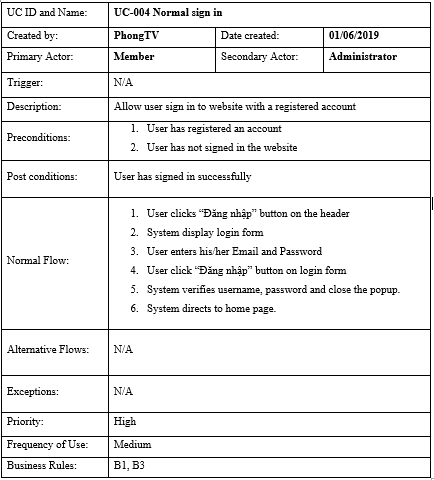 UC ID and Name: UC-004 Normal sign in
Created by: PhongTV Date created: 01/06/2019
Primary Actor: Member Secondary Actor: Administrator
Trigger: N/A
Description: Allow user sign in to website with a registered account
Preconditions:
1. User has registered an account
2. User has not signed in the website
Post conditions: User has signed in successfully
Normal Flow:
1. User clicks “Đăng nhập” button on the header
2. System display login form
3. User enters his/her Email and Password
4. User click “Đăng nhập” button on login form
5. System verifies username, password and close the popup.
6. System directs to home page.
Alternative Flows: N/A
Exceptions: N/A
Priority: High
Frequency of Use: Medium
Business Rules: B1, B3